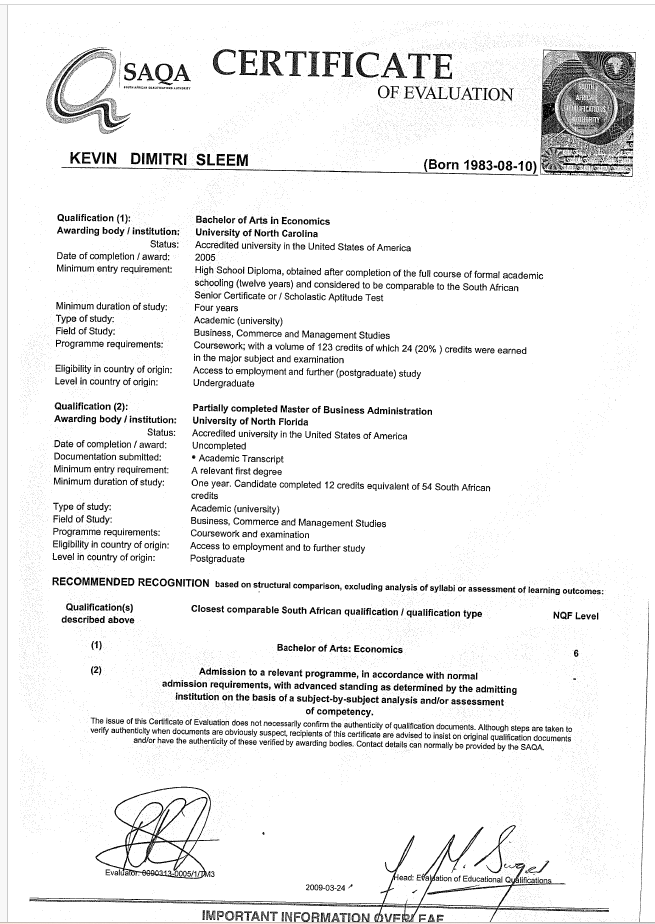 SAQA
SOUTH AFRICAN QUALIFICATIONS AUTHORITY
CERTIFICATE
OF EVALUATION
SOUTH
AFRICAN
QUALIFICATIONS
AUTHORITY
KEVIN DIMITRI SLEEM (Born 1983-08-10)
Qualification (1): Bachelor of Arts in Economics
Awarding body / institution: University of North Carolina
Status: Accredited university in the United States of America
Date of completion / award: 2005
Minimum entry requirement: High School Diploma, obtained after completion of the full course of formal academic
schooling (twelve years) and considered to be comparable to the South African
Senior Certificate or / Scholastic Aptitude Test
Minimum duration of study: Four years
Type of study: Academic (university)
Field of Study: Business, Commerce and Management Studies
Programme requirements: Coursework; with a volume of 123 credits of which 24 (20% ) credits were earned
in the major subject and examination
Eligibility in country of origin: Access to employment and further (postgraduate) study
Level in country of origin: Undergraduate
Qualification (2): Partially completed Master of Business Administration
Awarding body / institution: University of North Florida
Status: Accredited university in the United States of America
Date of completion / award: Uncompleted
Documentation submitted: • Academic Transcript
Minimum entry requirement: A relevant first degree
Minimum duration of study: One year. Candidate completed 12 credits equivalent of 54 South African
credits
Type of study: Academic (university)
Field of Study: Business, Commerce and Management Studies
Programme requirements: Coursework and examination
Eligibility in country of origin: Access to employment and to further study
Level in country of origin: Postgraduate
RECOMMENDED RECOGNITION based on structural comparison, excluding analysis of syllabi or assessment of learning outcomes:
Qualification(s) Closest comparable South African qualification / qualification type NQF Level
described above
(1) Bachelor of Arts: Economics 6
(2) Admission to a relevant programme, in accordance with normal -
admission requirements, with advanced standing as determined by the admitting
institution on the basis of a subject-by-subject analysis and/or assessment
of competency.
The issue of this Certificate of Evaluation does not necessarily confirm the authenticity of qualification documents. Although steps are taken to
verify authenticity when documents are obviously suspect, recipients of this certificate are advised to insist on original qualification documents
and/or have the authenticity of these verified by awarding bodies. Contact details can normally be provided by the SAQA.
Evaluator: 0090313-0005/1/TM3
Head: Evaluation of Educational Qualifications
2009-03-24
IMPORTANT INFORMATION OVERLEAF